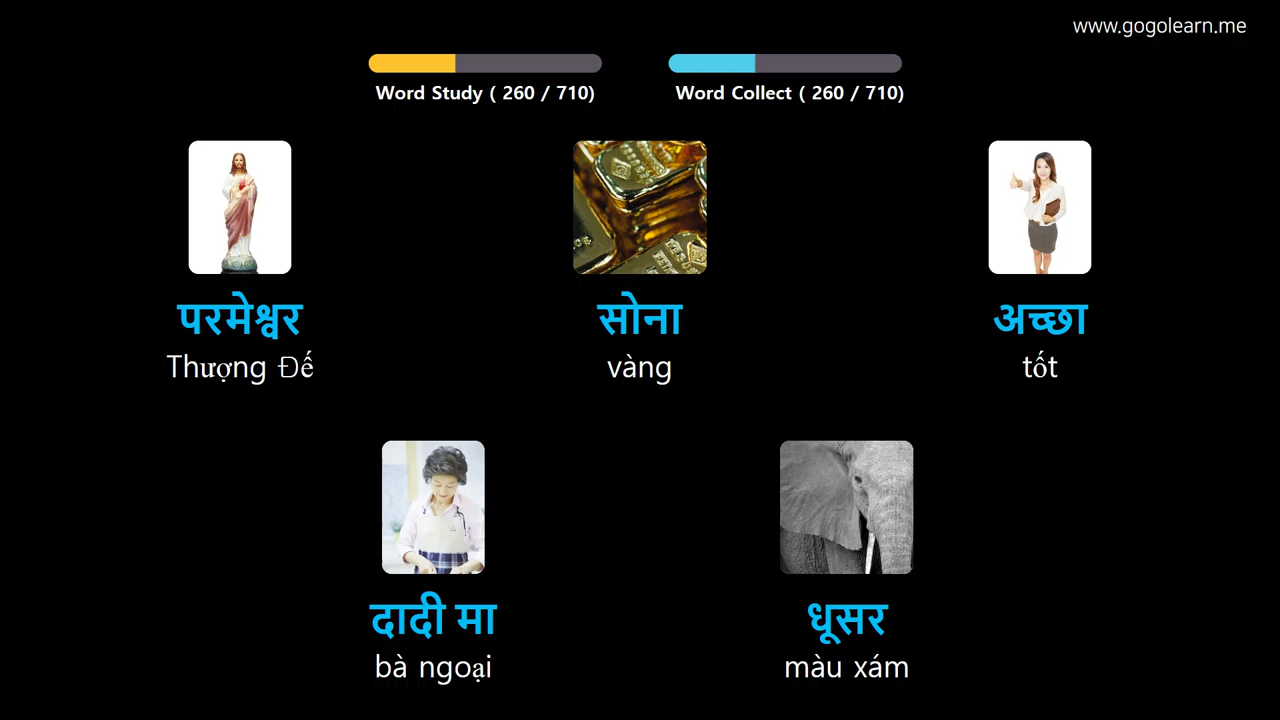 www.gogolearn.me
Word Study ( 260 / 710)
Word Collect ( 260 / 710)
परमेश्वर
Thượng Đế
सोना
vàng
अच्छा
tốt
दादी मा
bà ngoại
धूसर
màu xám